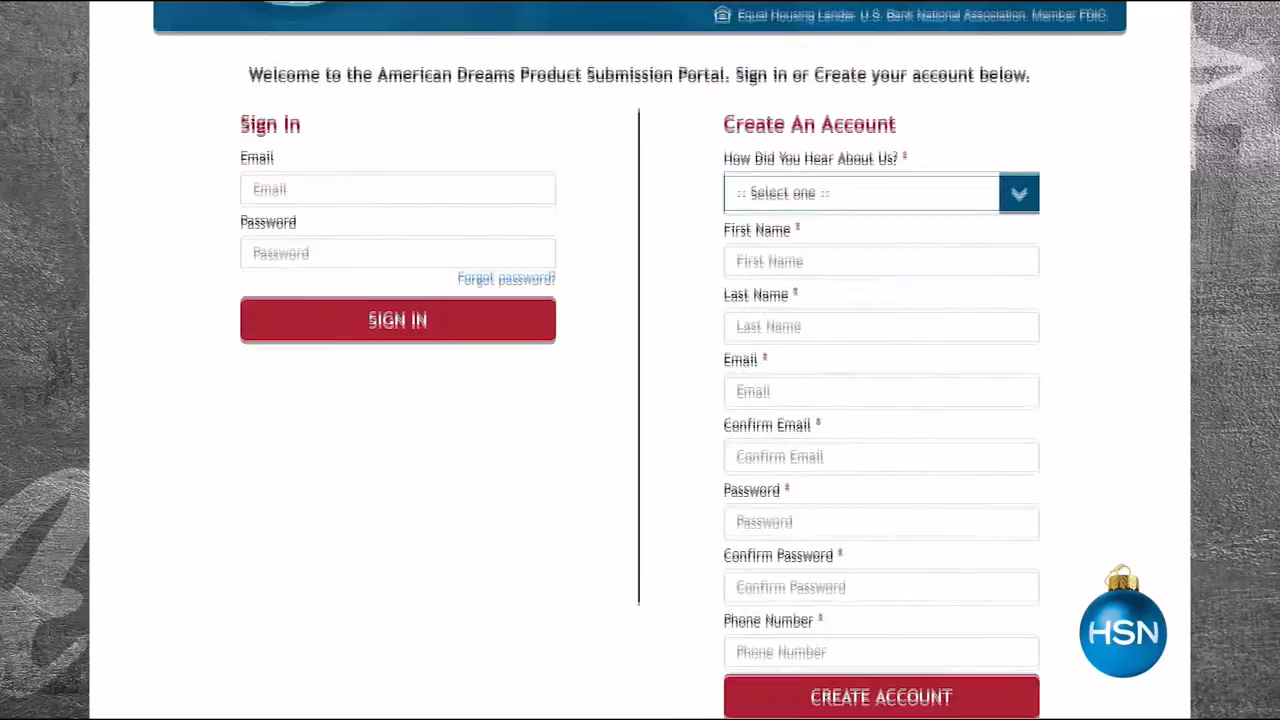 Equal Housing Lender. U.S. Bank National Association. Member FDIC.
Welcome to the American Dreams Product Submission Portal. Sign in or Create your account below.
Sign In
Email
Email
Password
Password
Forgot password?
SIGN IN
Create An Account
How Did You Hear About Us? *
:: Select one ::
First Name *
First Name
Last Name *
Last Name
Email *
Email
Confirm Email *
Confirm Email
Password *
Password
Confirm Password *
Confirm Password
Phone Number *
Phone Number
CREATE ACCOUNT
HSN